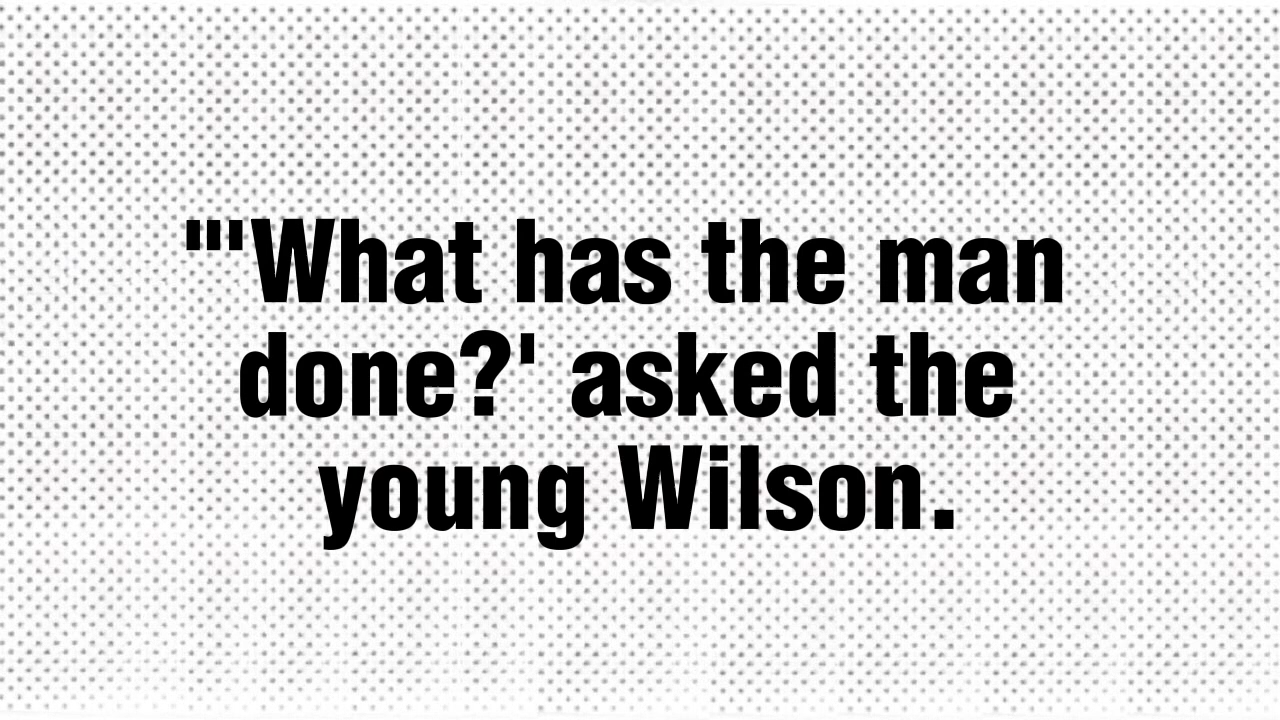 "'What has the man
done?' asked the
young Wilson.